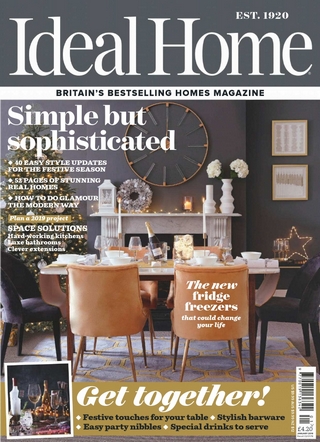 EST. 1920
Ideal Home
BRITAIN'S BESTSELLING HOMES MAGAZINE
Simple but
sophisticated
◆ 40 EASY STYLE UPDATES
FOR THE FESTIVE SEASON
◆ 53 PAGES OF STUNNING
REAL HOMES
◆ HOW TO DO GLAMOUR
THE MODERN WAY
Plan a 2019 project
SPACE SOLUTIONS
Hard-working kitchens
Luxe bathrooms
Clever extensions
The new
fridge
freezers
that could change
your life
Get together!
◆ Festive touches for your table ◆ Stylish barware
◆ Easy party nibbles ◆ Special drinks to serve
£4.20